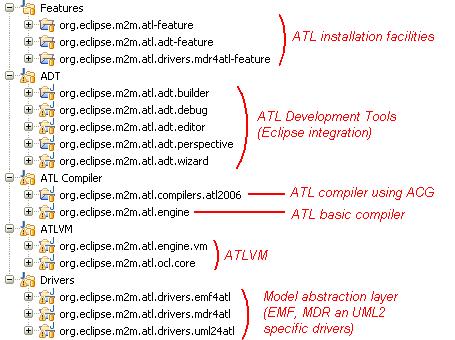 Features
org.eclipse.m2m.atl-feature
org.eclipse.m2m.atl.adt-feature
org.eclipse.m2m.atl.drivers.mdr4atl-feature
ATL installation facilities
ADT
org.eclipse.m2m.atl.adt.builder
org.eclipse.m2m.atl.adt.debug
org.eclipse.m2m.atl.adt.editor
org.eclipse.m2m.atl.adt.perspective
org.eclipse.m2m.atl.adt.wizard
ATL Development Tools
(Eclipse integration)
ATL Compiler
org.eclipse.m2m.atl.compilers.atl2006
ATL compiler using ACG
org.eclipse.m2m.atl.engine
ATL basic compiler
ATLVM
org.eclipse.m2m.atl.engine.vm
org.eclipse.m2m.atl.ocl.core
ATLVM
Drivers
org.eclipse.m2m.atl.drivers.emf4atl
org.eclipse.m2m.atl.drivers.mdr4atl
org.eclipse.m2m.atl.drivers.uml24atl
Model abstraction layer
(EMF, MDR an UML2
specific drivers)